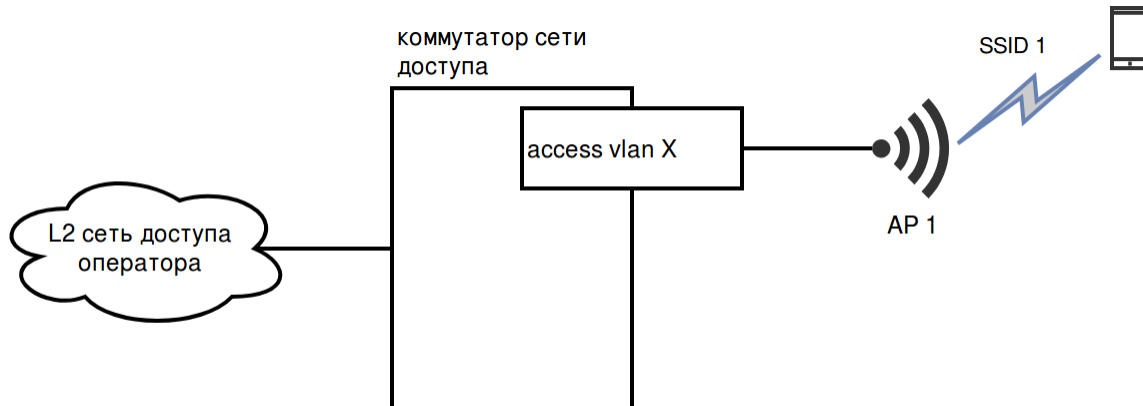 коммутатор сети
доступа
SSID 1
access vlan X
AP 1
L2 сеть доступа
оператора